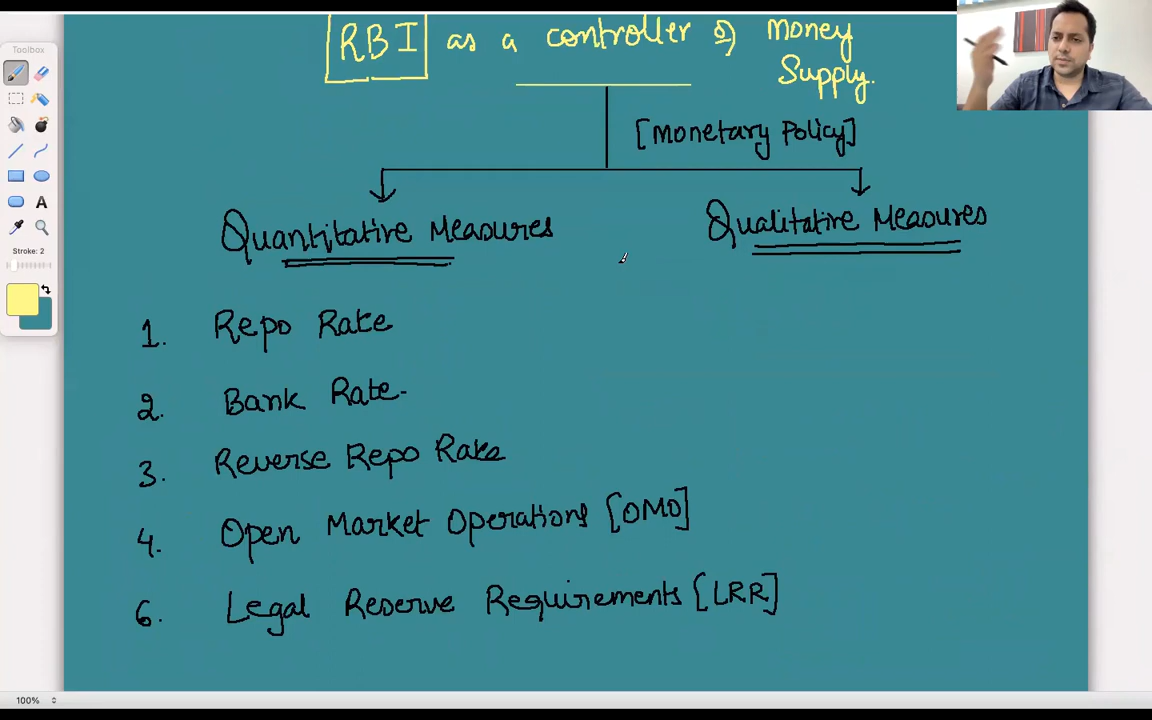 Toolbox
RBI as a controller of Money
Supply.
[Monetary Policy]
Quantitative Measures
Qualitative Measures
Stroke: 2
1. Repo Rate
2. Bank Rate
3. Reverse Repo Rate
4. Open Market Operations [OMO]
6. Legal Reserve Requirements [LRR]
100%